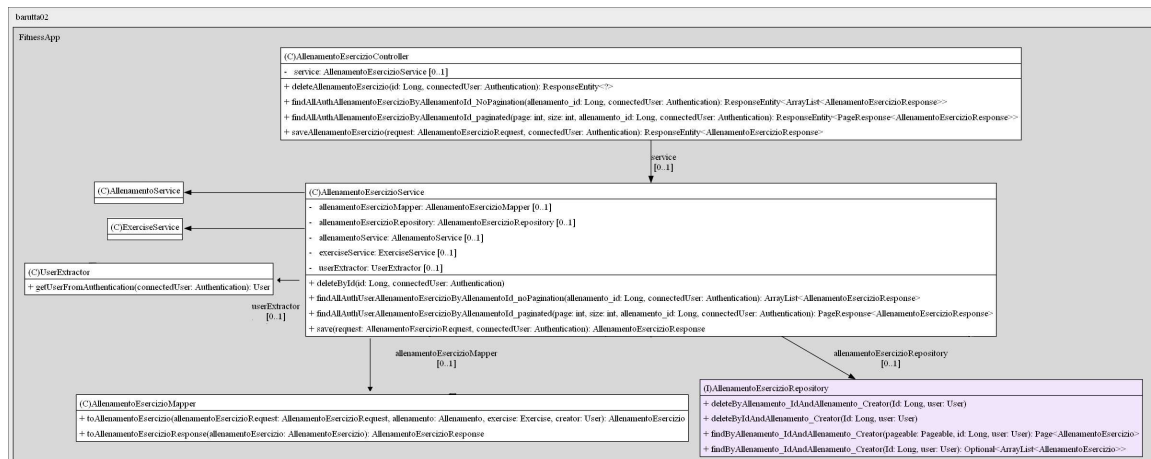 barutta02
FitnessApp
(C)AllenamentoEsercizioController
- service: AllenamentoEsercizioService [0..1]
+ deleteAllenamentoEsercizio(id: Long, connectedUser: Authentication): ResponseEntity<?>
+ findAllAuthAllenamentoEsercizioByAllenamentoId_NoPagination(allenamento_id: Long, connectedUser: Authentication): ResponseEntity<ArrayList<AllenamentoEsercizioResponse>>
+ findAllAuthAllenamentoEsercizioByAllenamentoId_paginated(page: int, size: int, allenamento_id: Long, connectedUser: Authentication): ResponseEntity<PageResponse<AllenamentoEsercizioResponse>>
+ saveAllenamentoEsercizio(request: AllenamentoEsercizioRequest, connectedUser: Authentication): ResponseEntity<AllenamentoEsercizioResponse>
service
[0..1]
(C)AllenamentoService
(C)ExerciseService
(C)UserExtractor
+ getUserFromAuthentication(connectedUser: Authentication): User
userExtractor
[0..1]
(C)AllenamentoEsercizioService
- allenamentoEsercizioMapper: AllenamentoEsercizioMapper [0..1]
- allenamentoEsercizioRepository: AllenamentoEsercizioRepository [0..1]
- allenamentoService: AllenamentoService [0..1]
- exerciseService: ExerciseService [0..1]
- userExtractor: UserExtractor [0..1]
+ deleteById(id: Long, connectedUser: Authentication)
+ findAllAuthUserAllenamentoEsercizioByAllenamentoId_noPagination(allenamento_id: Long, connectedUser: Authentication): ArrayList<AllenamentoEsercizioResponse>
+ findAllAuthUserAllenamentoEsercizioByAllenamentoId_paginated(page: int, size: int, allenamento_id: Long, connectedUser: Authentication): PageResponse<AllenamentoEsercizioResponse>
+ save(request: AllenamentoEsercizioRequest, connectedUser: Authentication): AllenamentoEsercizioResponse
allenamentoEsercizioMapper
[0..1]
allenamentoEsercizioRepository
[0..1]
(C)AllenamentoEsercizioMapper
+ toAllenamentoEsercizio(allenamentoEsercizioRequest: AllenamentoEsercizioRequest, allenamento: Allenamento, exercise: Exercise, creator: User): AllenamentoEsercizio
+ toAllenamentoEsercizioResponse(allenamentoEsercizio: AllenamentoEsercizio): AllenamentoEsercizioResponse
(I)AllenamentoEsercizioRepository
+ deleteByAllenamento_IdAndAllenamento_Creator(Id: Long, user: User)
+ deleteByIdAndAllenamento_Creator(Id: Long, user: User)
+ findByAllenamento_IdAndAllenamento_Creator(pageable: Pageable, id: Long, user: User): Page<AllenamentoEsercizio>
+ findByAllenamento_IdAndAllenamento_Creator(Id: Long, user: User): Optional<ArrayList<AllenamentoEsercizio>>